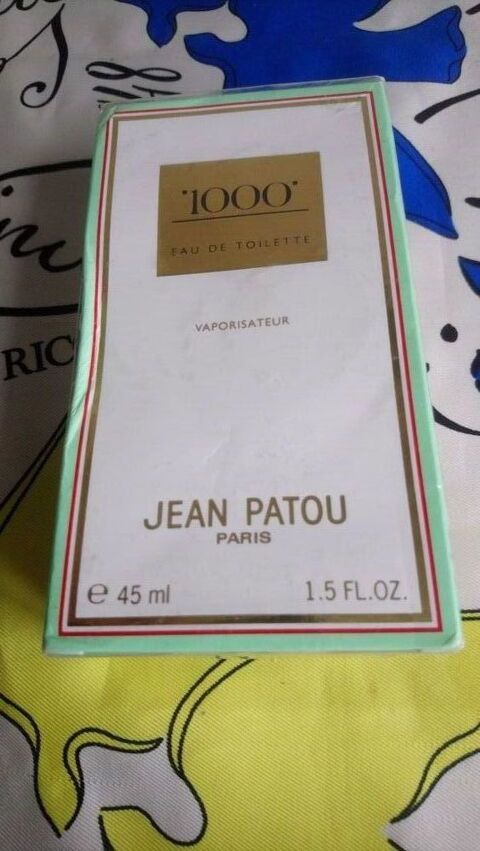 '1000'
EAU DE TOILETTE
VAPORISATEUR
JEAN PATOU
PARIS
e 45 ml 1.5 FL.OZ.
RIC